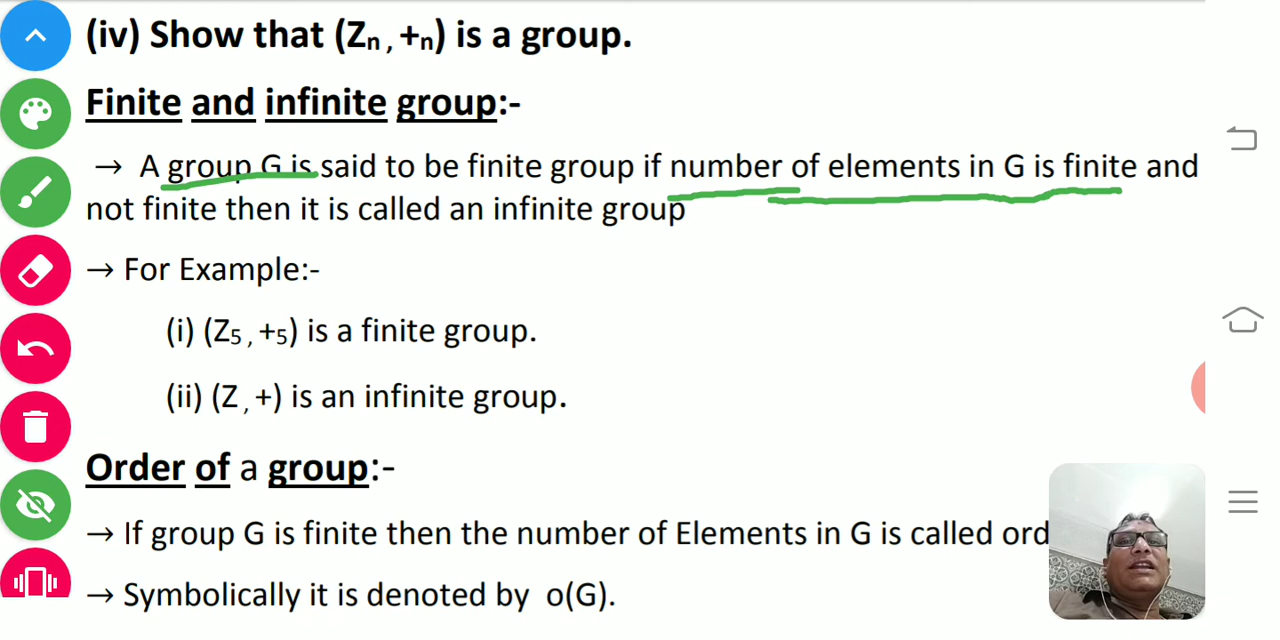 (iv) Show that (Zn , +n) is a group.
Finite and infinite group:-
→ A group G is said to be finite group if number of elements in G is finite and
not finite then it is called an infinite group
→ For Example:-
(i) (Z5 , +5) is a finite group.
(ii) (Z , +) is an infinite group.
Order of a group:-
→ If group G is finite then the number of Elements in G is called ord
→ Symbolically it is denoted by o(G).